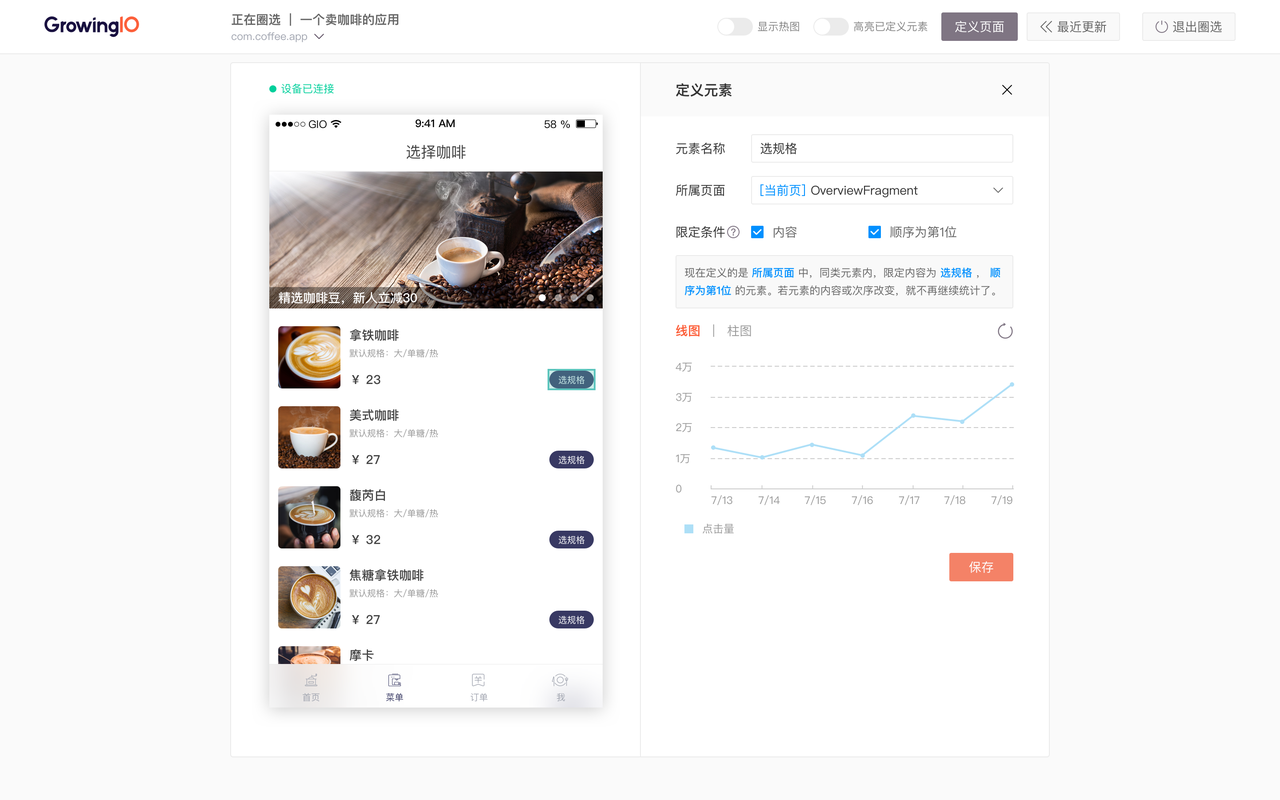 GrowingIO
正在圈选 | 一个卖咖啡的应用
com.coffee.app
显示热图
高亮已定义元素
定义页面
最近更新
退出圈选
设备已连接
GIO
9:41 AM
58 %
选择咖啡
精选咖啡豆，新人立减30
拿铁咖啡
默认规格：大/单糖/热
¥ 23
选规格
美式咖啡
默认规格：大/单糖/热
¥ 27
选规格
馥芮白
默认规格：大/单糖/热
¥ 32
选规格
焦糖拿铁咖啡
默认规格：大/单糖/热
¥ 27
选规格
摩卡
首页
菜单
订单
我
定义元素
元素名称
选规格
所属页面
[当前页] OverviewFragment
限定条件 ?
内容
顺序为第1位
现在定义的是 所属页面 中，同类元素内，限定内容为 选规格 ， 顺
序为第1位 的元素。若元素的内容或次序改变，就不再继续统计了。
线图 | 柱图
4万
3万
2万
1万
0
7/13 7/14 7/15 7/16 7/17 7/18 7/19
点击量
保存